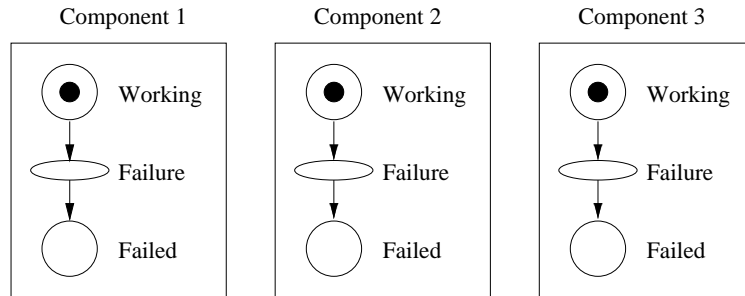 Component 1
Component 2
Component 3
Working
Working
Working
Failure
Failure
Failure
Failed
Failed
Failed